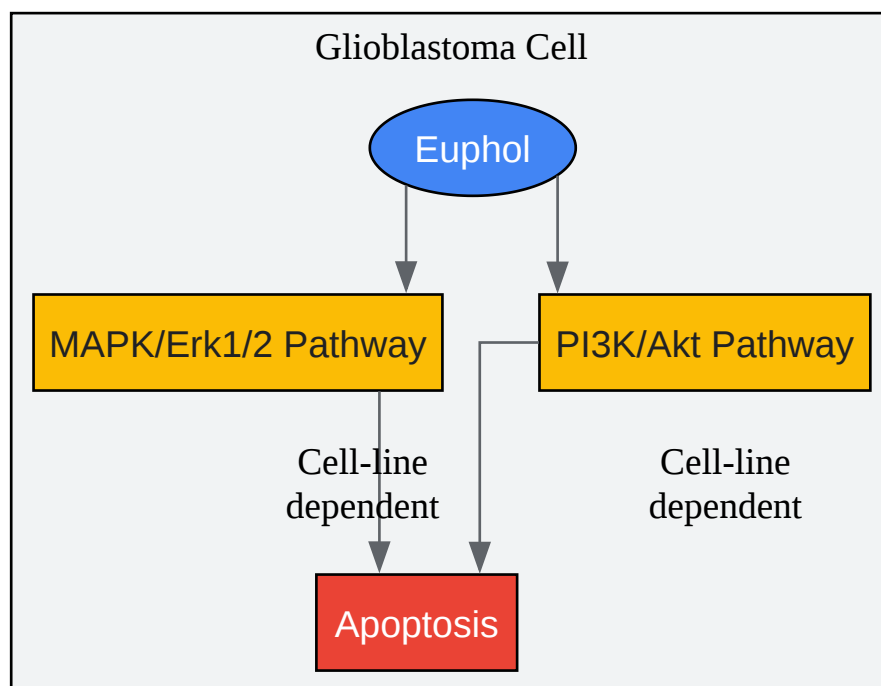 Glioblastoma Cell
Euphol
MAPK/Erk1/2 Pathway
PI3K/Akt Pathway
Cell-line
dependent
Cell-line
dependent
Apoptosis